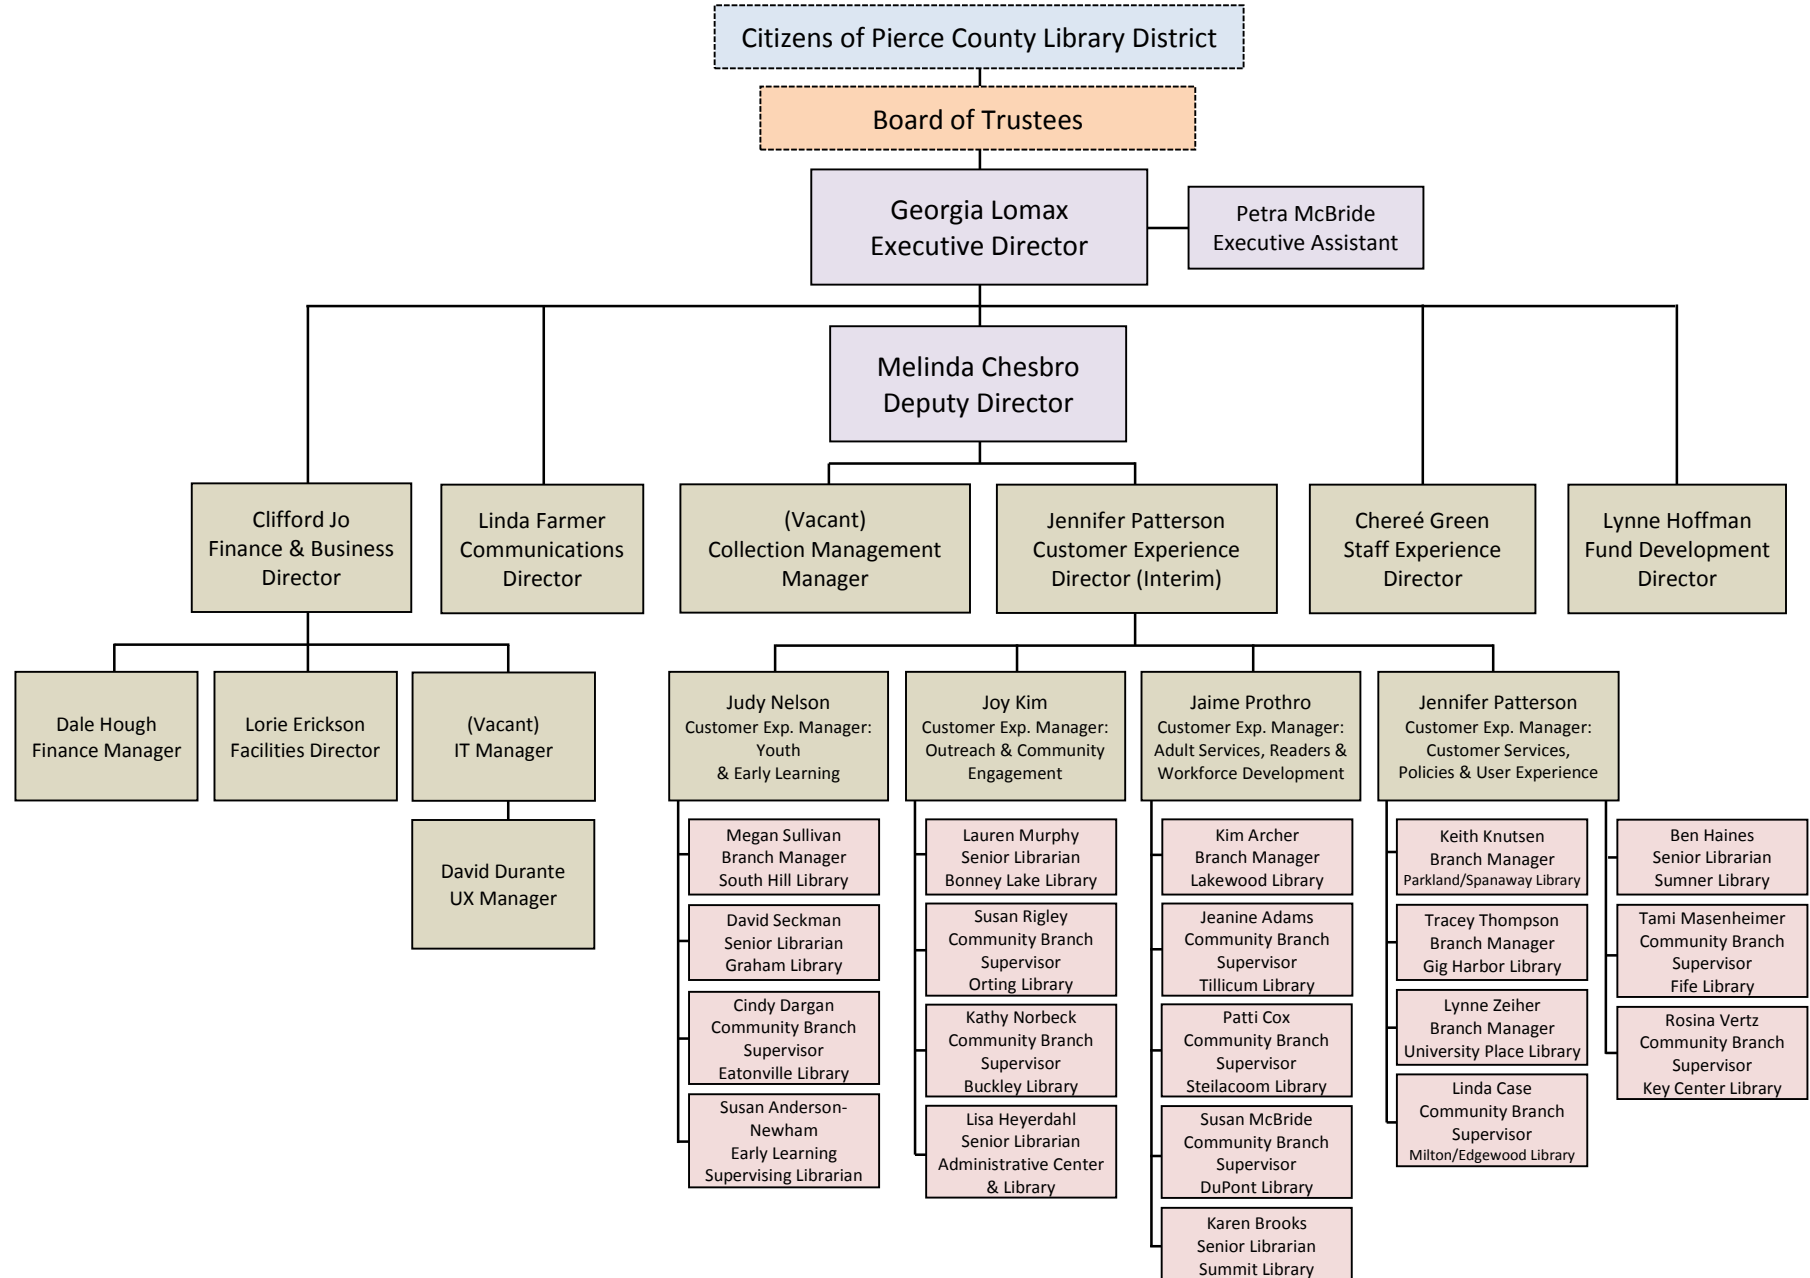 Citizens of Pierce County Library District
Board of Trustees
Georgia Lomax
Executive Director
Petra McBride
Executive Assistant
Melinda Chesbro
Deputy Director
Clifford Jo
Finance & Business
Director
Linda Farmer
Communications
Director
(Vacant)
Collection Management
Manager
Jennifer Patterson
Customer Experience
Director (Interim)
Chereé Green
Staff Experience
Director
Lynne Hoffman
Fund Development
Director
Dale Hough
Finance Manager
Lorie Erickson
Facilities Director
(Vacant)
IT Manager
David Durante
UX Manager
Judy Nelson
Customer Exp. Manager:
Youth
& Early Learning
Joy Kim
Customer Exp. Manager:
Outreach & Community
Engagement
Jaime Prothro
Customer Exp. Manager:
Adult Services, Readers &
Workforce Development
Jennifer Patterson
Customer Exp. Manager:
Customer Services,
Policies & User Experience
Megan Sullivan
Branch Manager
South Hill Library
David Seckman
Senior Librarian
Graham Library
Cindy Dargan
Community Branch
Supervisor
Eatonville Library
Susan Anderson-
Newham
Early Learning
Supervising Librarian
Lauren Murphy
Senior Librarian
Bonney Lake Library
Susan Rigley
Community Branch
Supervisor
Orting Library
Kathy Norbeck
Community Branch
Supervisor
Buckley Library
Lisa Heyerdahl
Senior Librarian
Administrative Center
& Library
Kim Archer
Branch Manager
Lakewood Library
Jeanine Adams
Community Branch
Supervisor
Tillicum Library
Patti Cox
Community Branch
Supervisor
Steilacoom Library
Susan McBride
Community Branch
Supervisor
DuPont Library
Karen Brooks
Senior Librarian
Summit Library
Keith Knutsen
Branch Manager
Parkland/Spanaway Library
Tracey Thompson
Branch Manager
Gig Harbor Library
Lynne Zeiher
Branch Manager
University Place Library
Linda Case
Community Branch
Supervisor
Milton/Edgewood Library
Ben Haines
Senior Librarian
Sumner Library
Tami Masenheimer
Community Branch
Supervisor
Fife Library
Rosina Vertz
Community Branch
Supervisor
Key Center Library